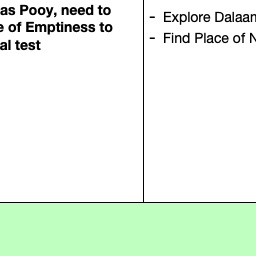 as Pooy, need to
e of Emptiness to
al test
- Explore Dalaan
- Find Place of N